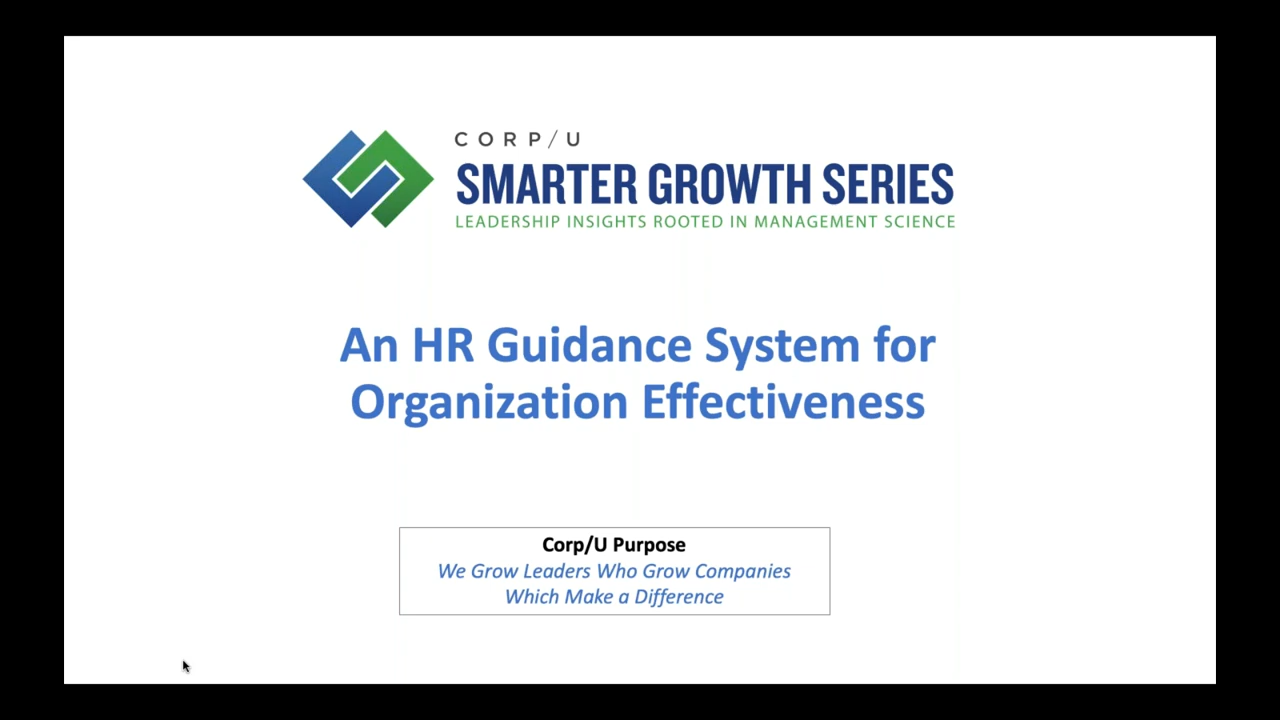 CORP/U
SMARTER GROWTH SERIES
LEADERSHIP INSIGHTS ROOTED IN MANAGEMENT SCIENCE
An HR Guidance System for
Organization Effectiveness
Corp/U Purpose
We Grow Leaders Who Grow Companies
Which Make a Difference